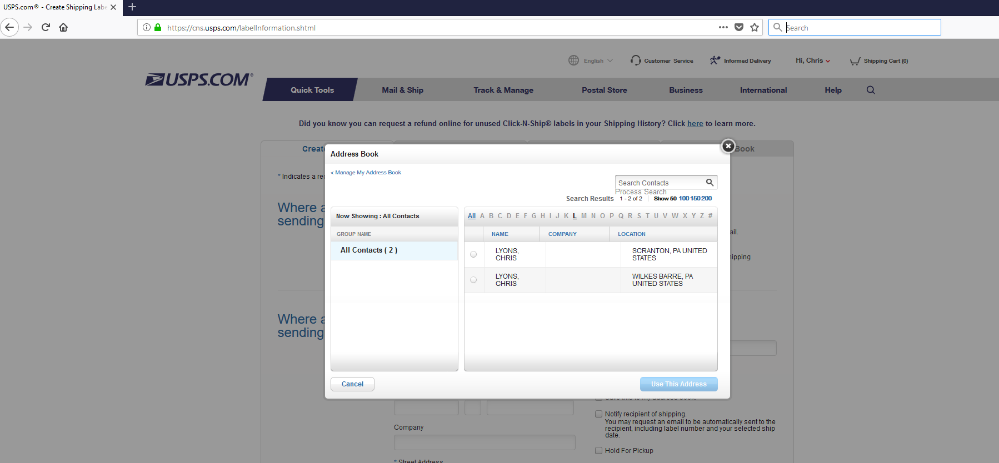 USPS.com® - Create Shipping Labe
https://cns.usps.com/labelInformation.shtml
Search
English
Customer Service
Informed Delivery
Hi, Chris
Shipping Cart (0)
USPS.COM®
Quick Tools
Mail & Ship
Track & Manage
Postal Store
Business
International
Help
Did you know you can request a refund online for unused Click-N-Ship® labels in your Shipping History? Click here to learn more.
Create
Book
Address Book
< Manage My Address Book
* Indicates a re
Search Contacts
Process Search
Search Results 1 - 2 of 2 Show 50 100 150 200
Where a
sending
Now Showing : All Contacts
All A B C D E F G H I J K L M N O P Q R S T U V W X Y Z #
GROUP NAME
NAME COMPANY LOCATION
ail.
All Contacts ( 2 )
LYONS,
CHRIS
SCRANTON, PA UNITED
STATES
ipping
LYONS,
CHRIS
WILKES BARRE, PA
UNITED STATES
Where a
sending
Cancel
Use This Address
Save this to my address book.
Notify recipient of shipping.
You may request an email to be automatically sent to the
recipient, including label number and your selected ship
date.
Company
Hold For Pickup
* Street Address